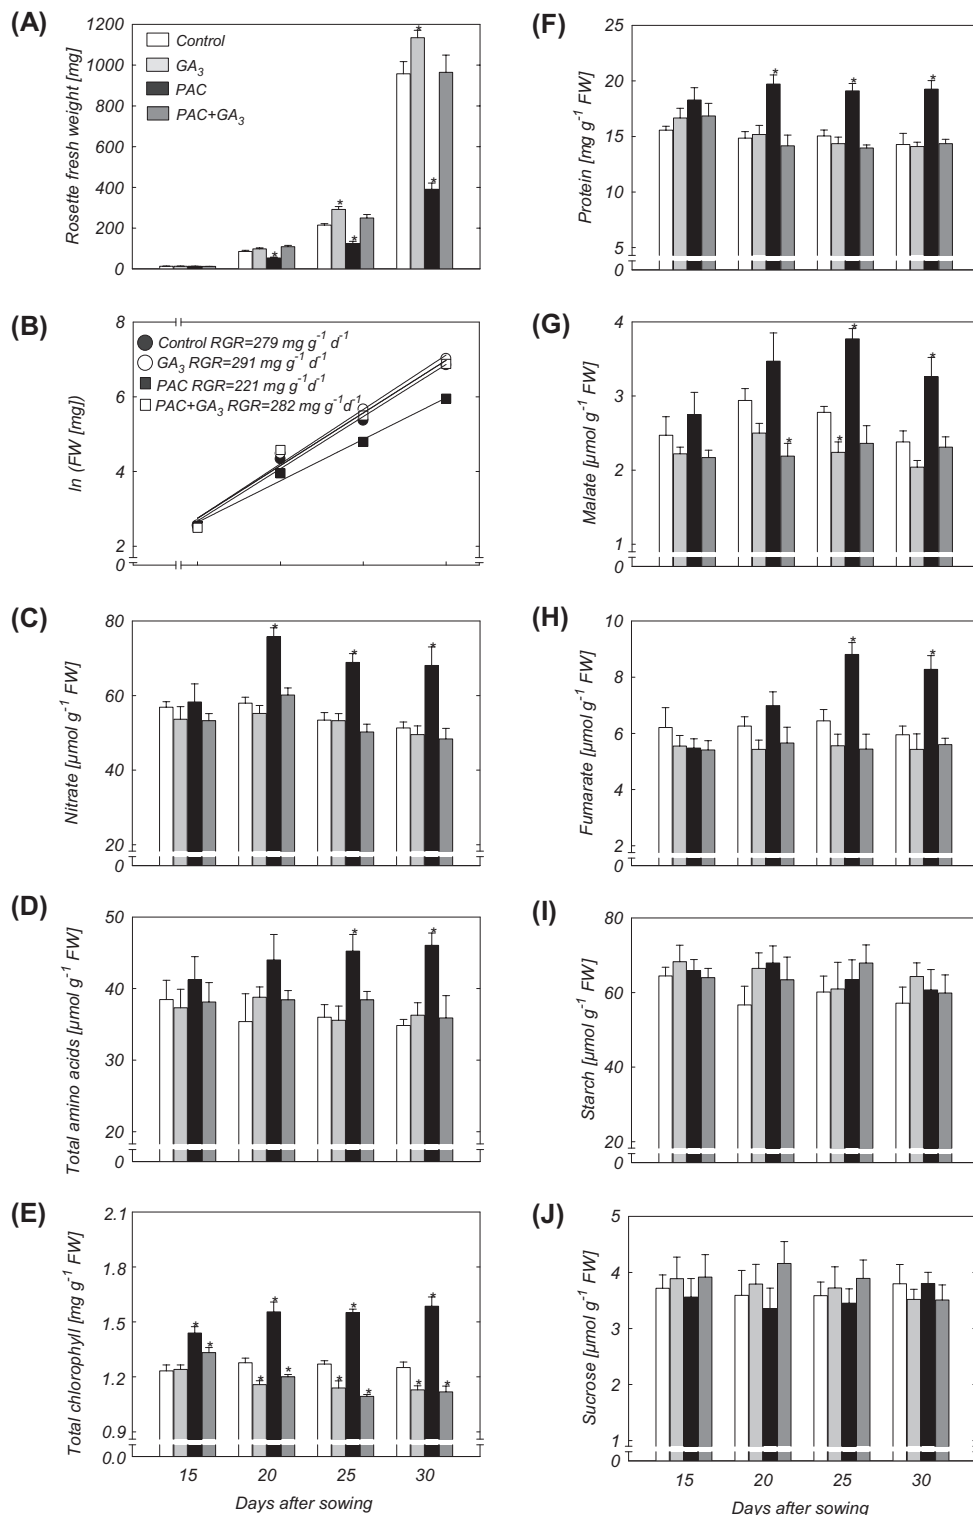 (A)
Rosette fresh weight [mg]
1200
1000
800
600
400
200
0
Control
GA3
PAC
PAC+GA3
*
*
*
*
*
(B)
ln (FW [mg])
8
6
4
2
0
Control RGR=279 mg g-1 d-1
GA3 RGR=291 mg g-1 d-1
PAC RGR=221 mg g-1d-1
PAC+GA3 RGR=282 mg g-1d-1
(C)
Nitrate [µmol g-1 FW]
80
60
40
20
0
*
*
*
(D)
Total amino acids [µmol g-1 FW]
50
40
30
20
0
*
*
(E)
Total chlorophyll [mg g-1 FW]
2.1
1.8
1.5
1.2
0.9
0.0
*
*
*
*
*
*
*
*
*
*
*
15 20 25 30
Days after sowing
(F)
Protein [mg g-1 FW]
25
20
15
10
5
0
*
*
*
(G)
Malate [µmol g-1 FW]
4
3
2
1
0
*
*
*
*
(H)
Fumarate [µmol g-1 FW]
10
8
6
4
2
0
*
*
(I)
Starch [µmol g-1 FW]
80
60
40
20
0
(J)
Sucrose [µmol g-1 FW]
5
4
3
2
1
0
15 20 25 30
Days after sowing